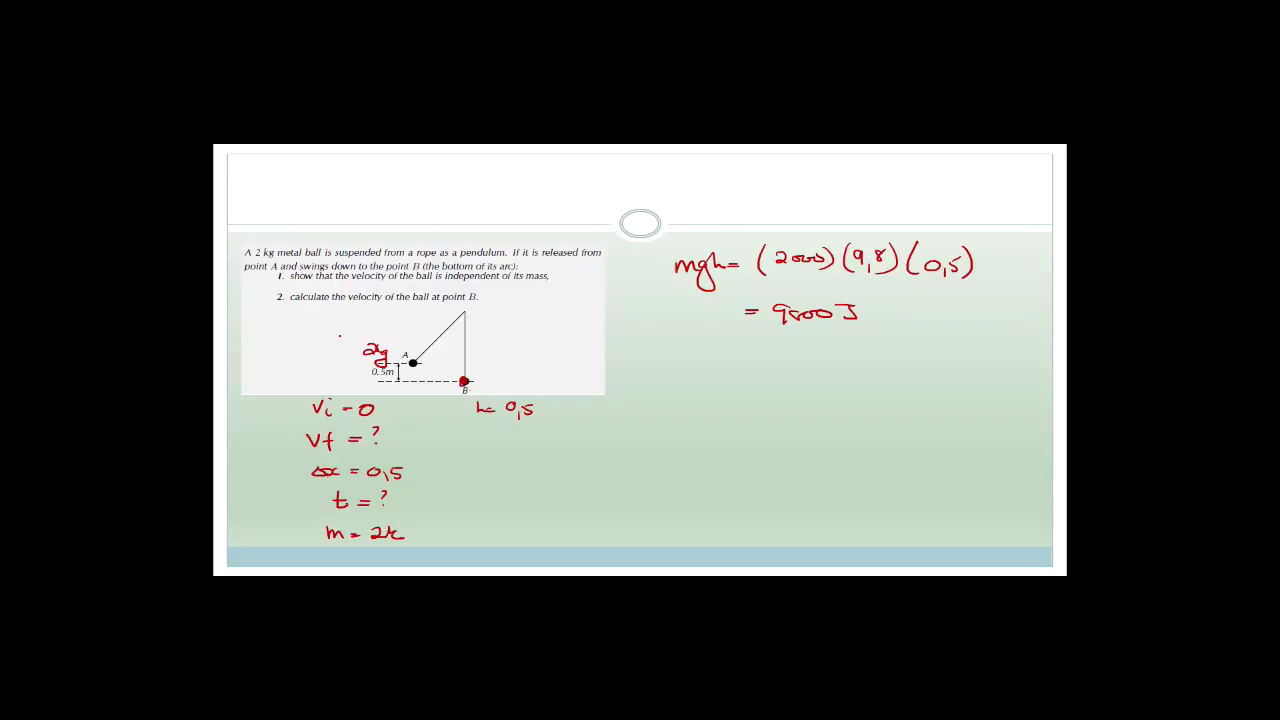 A 2 kg metal ball is suspended from a rope as a pendulum. If it is released from
point A and swings down to the point B (the bottom of its arc):
1. show that the velocity of the ball is independent of its mass,
2. calculate the velocity of the ball at point B.
2kg
A
0.5m
B
vi = 0
h= 0,5
vf = ?
Δx = 0,5
t = ?
m = 2k
mgh= (2000)(9,8)(0,5)
= 9800 J